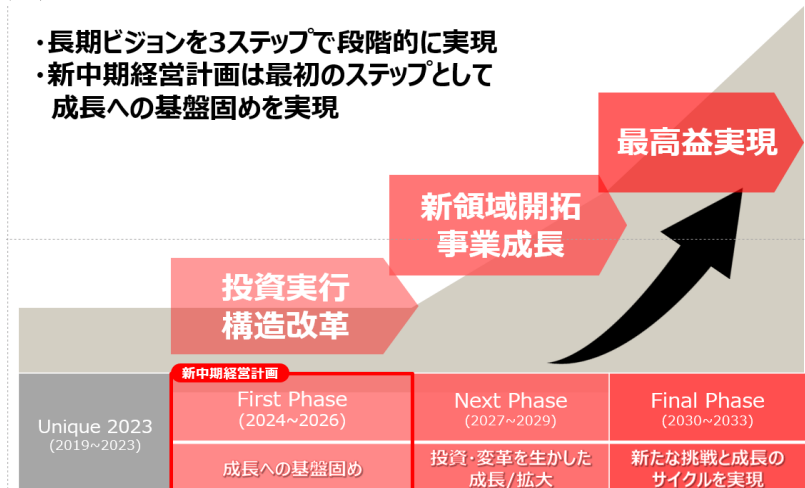 ・長期ビジョンを3ステップで段階的に実現
・新中期経営計画は最初のステップとして
成長への基盤固めを実現
最高益実現
新領域開拓
事業成長
投資実行
構造改革
新中期経営計画
Unique 2023
(2019~2023)
First Phase
(2024~2026)
Next Phase
(2027~2029)
Final Phase
(2030~2033)
成長への基盤固め
投資・変革を生かした
成長/拡大
新たな挑戦と成長の
サイクルを実現